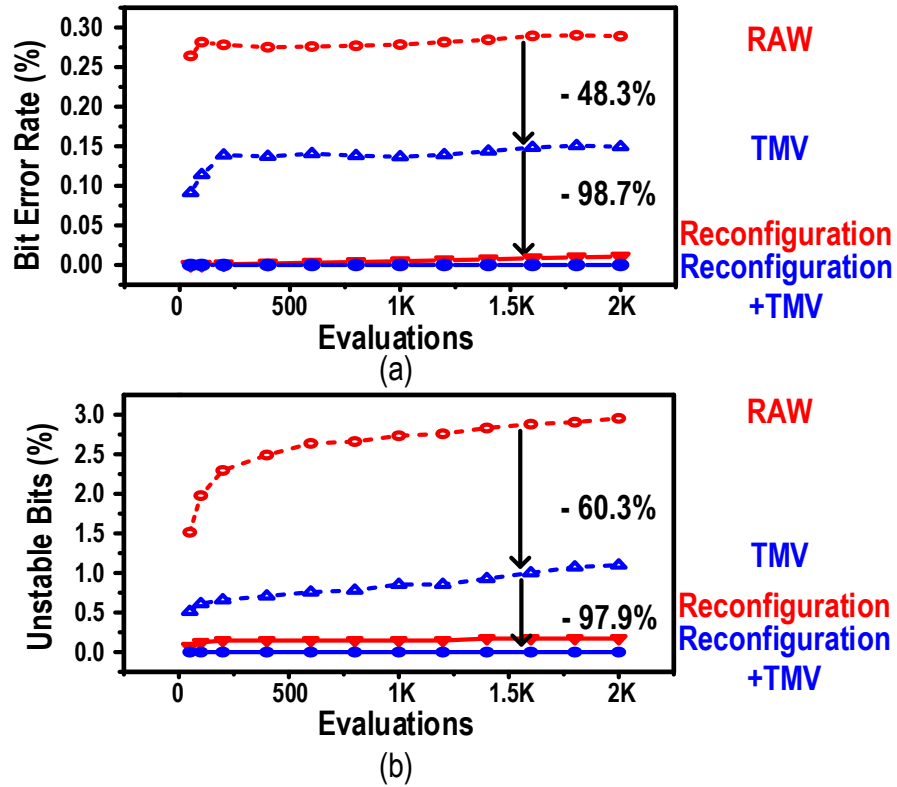 Bit Error Rate (%)
0.30
0.25
0.20
0.15
0.10
0.05
0.00
- 48.3%
- 98.7%
RAW
TMV
Reconfiguration
Reconfiguration
+TMV
0 500 1K 1.5K 2K
Evaluations
(a)
Unstable Bits (%)
3.0
2.5
2.0
1.5
1.0
0.5
0.0
- 60.3%
- 97.9%
RAW
TMV
Reconfiguration
Reconfiguration
+TMV
0 500 1K 1.5K 2K
Evaluations
(b)